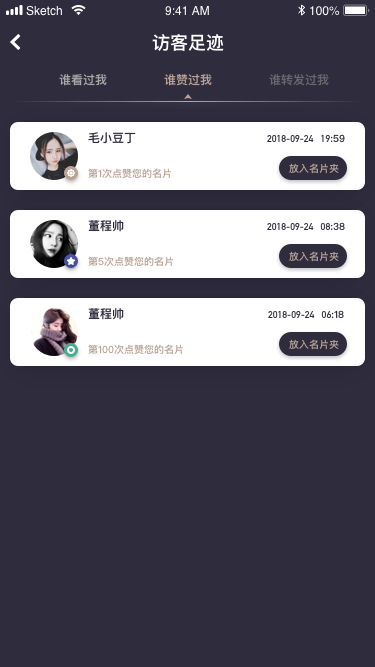 Sketch 9:41 AM 100%
访客足迹
谁看过我 谁赞过我 谁转发过我
毛小豆丁 2018-09-24 19:59
第1次点赞您的名片 放入名片夹
董程帅 2018-09-24 08:38
第5次点赞您的名片 放入名片夹
董程帅 2018-09-24 06:18
第100次点赞您的名片 放入名片夹